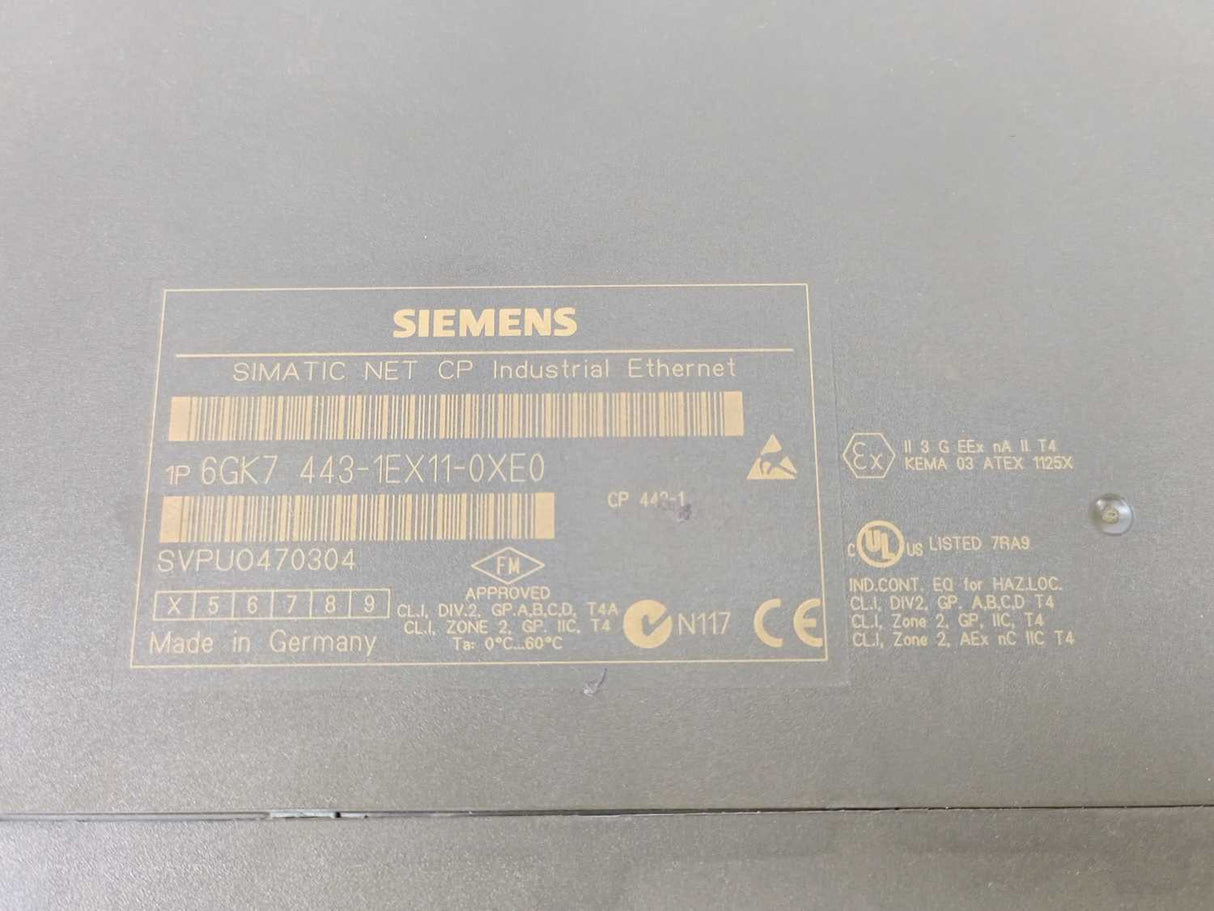 SIEMENS
SIMATIC NET CP Industrial Ethernet
1P 6GK7 443-1EX11-0XE0
CP 443-1
SVPU0470304
FM
APPROVED
CL.I, DIV.2, GP.A,B,C,D, T4A
CL.I, ZONE 2, GP. IIC, T4
Ta: 0°C...60°C
X 5 6 7 8 9
Made in Germany
N117
CE
Ex
II 3 G EEx nA II T4
KEMA 03 ATEX 1125X
C UL US LISTED 7RA9
IND.CONT. EQ for HAZ.LOC.
CL.I, DIV2, GP. A,B,C,D T4
CL.I, Zone 2, GP, IIC, T4
CL.I, Zone 2, AEx nC IIC T4